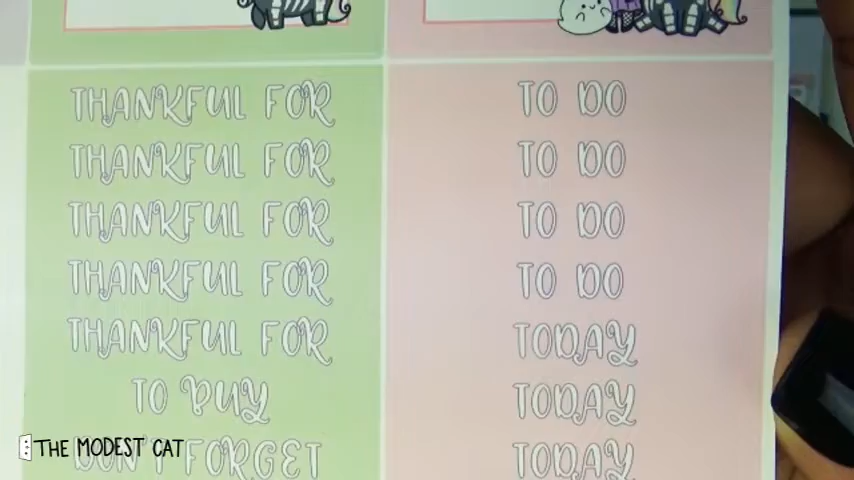 THANKFUL FOR
THANKFUL FOR
THANKFUL FOR
THANKFUL FOR
THANKFUL FOR
TO BUY
DON'T FORGET
TO DO
TO DO
TO DO
TO DO
TODAY
TODAY
TODAY
THE MODEST CAT